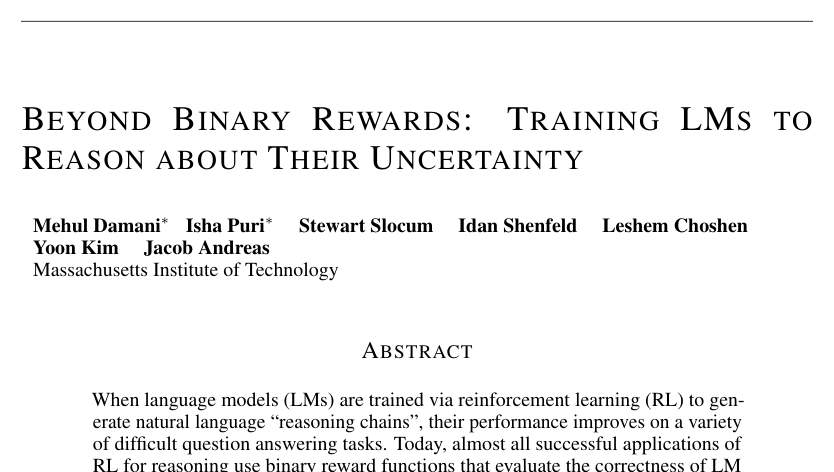 BEYOND BINARY REWARDS: TRAINING LMS TO
REASON ABOUT THEIR UNCERTAINTY
Mehul Damani* Isha Puri* Stewart Slocum Idan Shenfeld Leshem Choshen
Yoon Kim Jacob Andreas
Massachusetts Institute of Technology
ABSTRACT
When language models (LMs) are trained via reinforcement learning (RL) to gen-
erate natural language “reasoning chains”, their performance improves on a variety
of difficult question answering tasks. Today, almost all successful applications of
RL for reasoning use binary reward functions that evaluate the correctness of LM